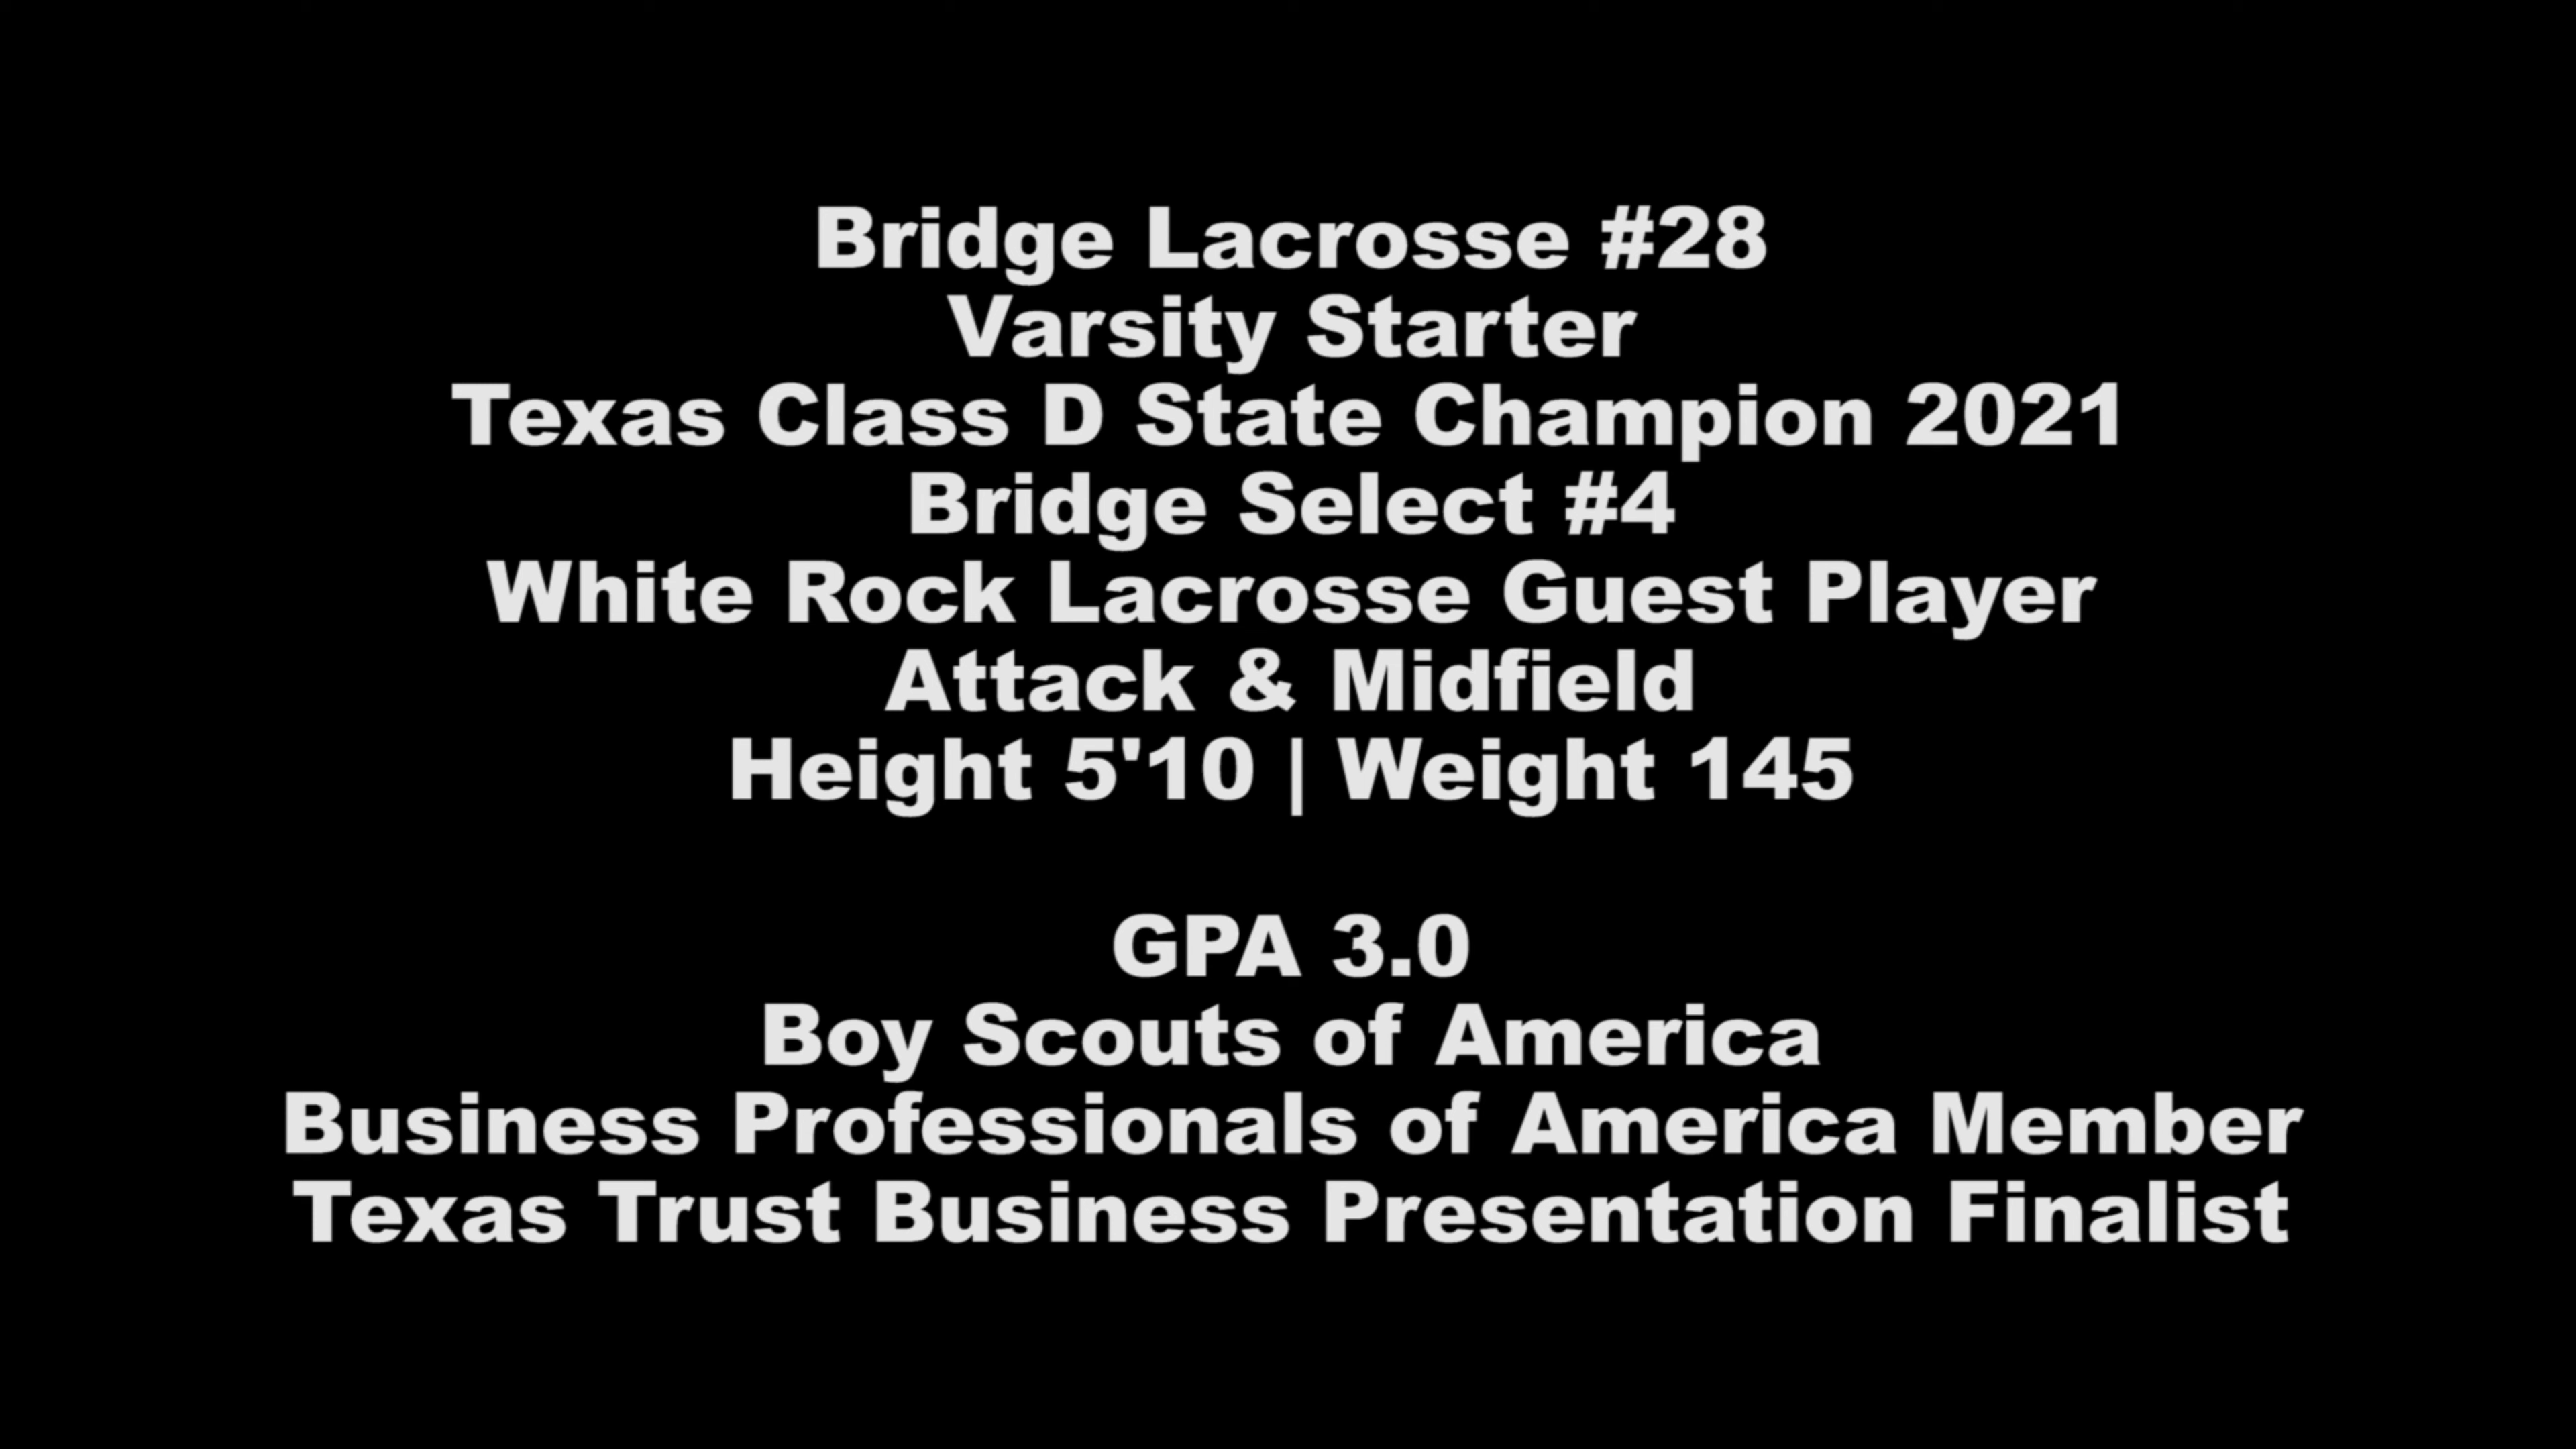 Bridge Lacrosse #28
Varsity Starter
Texas Class D State Champion 2021
Bridge Select #4
White Rock Lacrosse Guest Player
Attack & Midfield
Height 5'10 | Weight 145
GPA 3.0
Boy Scouts of America
Business Professionals of America Member
Texas Trust Business Presentation Finalist